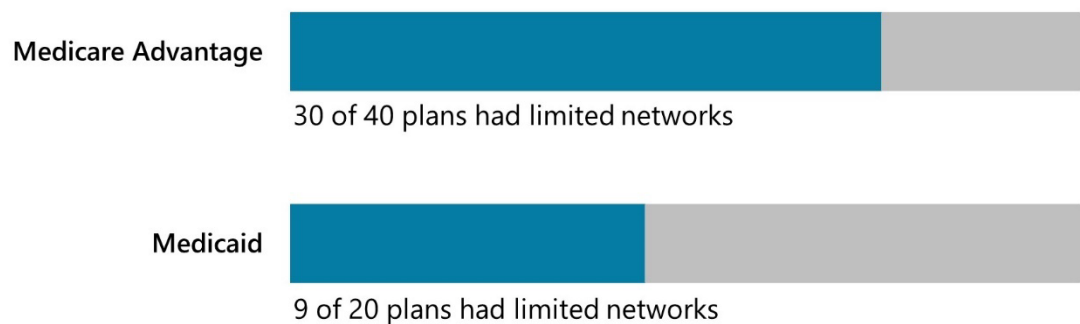 Medicare Advantage
30 of 40 plans had limited networks
Medicaid
9 of 20 plans had limited networks